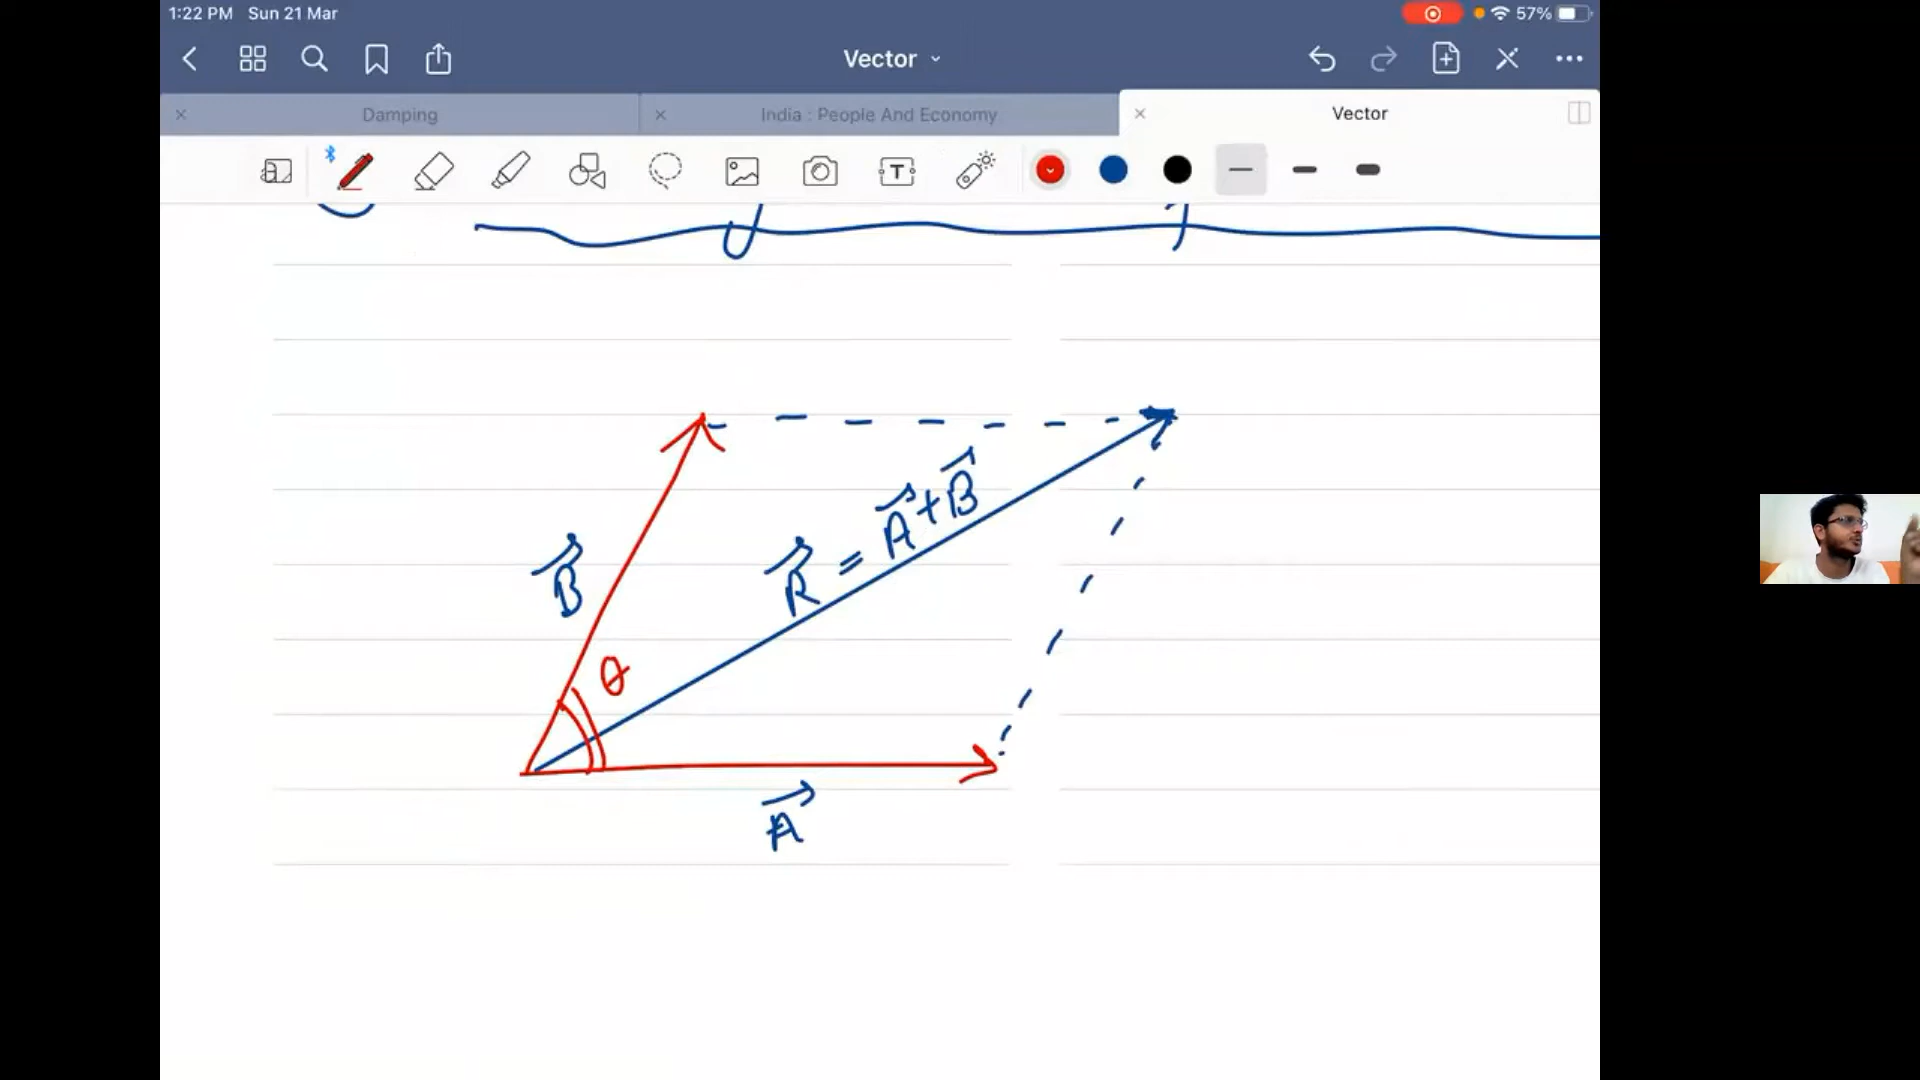 1:22 PM Sun 21 Mar
57%
Vector
Damping
India : People And Economy
Vector
T
B⃗
R⃗ = A⃗ + B⃗
θ
A⃗